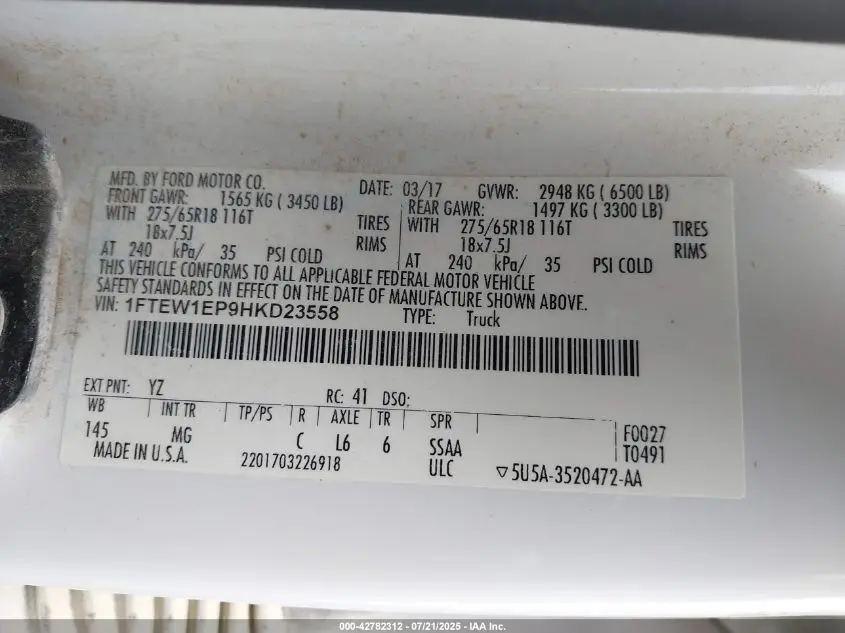 MFD. BY FORD MOTOR CO. DATE: 03/17 GVWR: 2948 KG ( 6500 LB)
FRONT GAWR: 1565 KG ( 3450 LB) REAR GAWR: 1497 KG ( 3300 LB)
WITH 275/65R18 116T TIRES WITH 275/65R18 116T TIRES
18x7.5J RIMS 18x7.5J RIMS
AT 240 kPa/ 35 PSI COLD AT 240 kPa/ 35 PSI COLD
THIS VEHICLE CONFORMS TO ALL APPLICABLE FEDERAL MOTOR VEHICLE
SAFETY STANDARDS IN EFFECT ON THE DATE OF MANUFACTURE SHOWN ABOVE.
VIN: 1FTEW1EP9HKD23558 TYPE: Truck
EXT PNT: YZ RC: 41 DSO:
WB INT TR TP/PS R AXLE TR SPR F0027
145 MG C L6 6 SSAA T0491
MADE IN U.S.A. 2201703226918 ULC ▽5U5A-3520472-AA
000-42782312 / 07/21/2025 - IAA Inc.